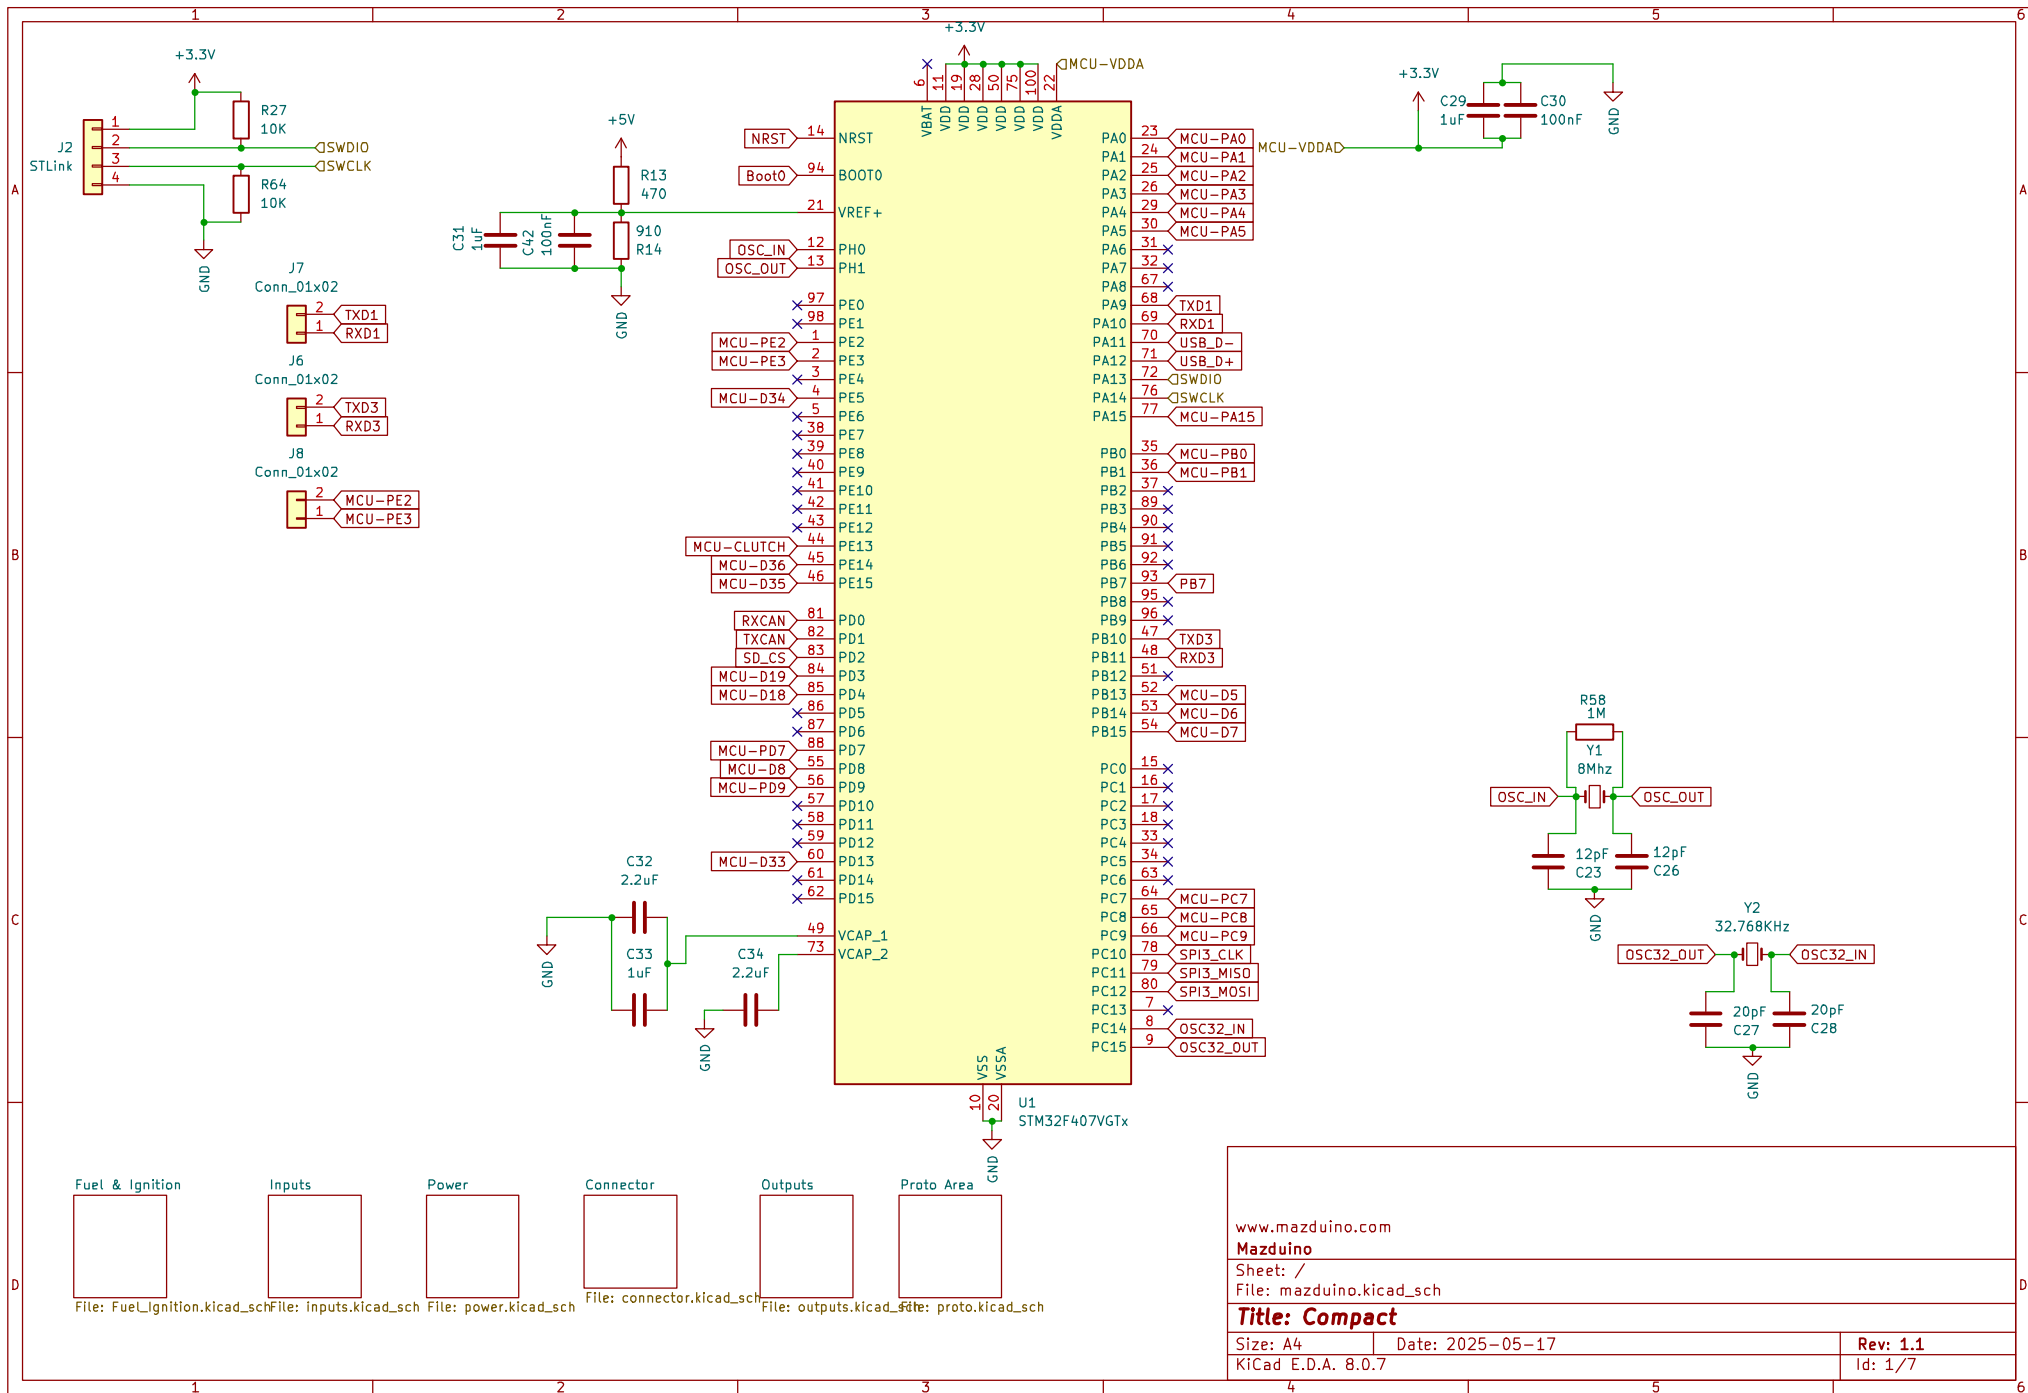 1 2 3 4 5 6
A
B
C
D
+3.3V
R27
10K
J2
STLink
1
2
3
4
SWDIO
SWCLK
R64
10K
GND
J7
Conn_01x02
2 TXD1
1 RXD1
J6
Conn_01x02
2 TXD3
1 RXD3
J8
Conn_01x02
2 MCU-PE2
1 MCU-PE3
+5V
R13
470
910
R14
C31
1uF
C42
100nF
GND
+3.3V
MCU-VDDA
6 11 19 28 50 75 100 22
VBAT VDD VDD VDD VDD VDD VDD VDDA
NRST 14 NRST
Boot0 94 BOOT0
21 VREF+
OSC_IN 12 PH0
OSC_OUT 13 PH1
97 PE0
98 PE1
MCU-PE2 1 PE2
MCU-PE3 2 PE3
3 PE4
MCU-D34 4 PE5
5 PE6
38 PE7
39 PE8
40 PE9
41 PE10
42 PE11
43 PE12
MCU-CLUTCH 44 PE13
MCU-D36 45 PE14
MCU-D35 46 PE15
RXCAN 81 PD0
TXCAN 82 PD1
SD_CS 83 PD2
MCU-D19 84 PD3
MCU-D18 85 PD4
86 PD5
87 PD6
MCU-PD7 88 PD7
MCU-D8 55 PD8
MCU-PD9 56 PD9
57 PD10
58 PD11
59 PD12
MCU-D33 60 PD13
61 PD14
62 PD15
49 VCAP_1
73 VCAP_2
PA0 23 MCU-PA0
PA1 24 MCU-PA1
PA2 25 MCU-PA2
PA3 26 MCU-PA3
PA4 29 MCU-PA4
PA5 30 MCU-PA5
PA6 31
PA7 32
PA8 67
PA9 68 TXD1
PA10 69 RXD1
PA11 70 USB_D-
PA12 71 USB_D+
PA13 72 SWDIO
PA14 76 SWCLK
PA15 77 MCU-PA15
PB0 35 MCU-PB0
PB1 36 MCU-PB1
PB2 37
PB3 89
PB4 90
PB5 91
PB6 92
PB7 93 PB7
PB8 95
PB9 96
PB10 47 TXD3
PB11 48 RXD3
PB12 51
PB13 52 MCU-D5
PB14 53 MCU-D6
PB15 54 MCU-D7
PC0 15
PC1 16
PC2 17
PC3 18
PC4 33
PC5 34
PC6 63
PC7 64 MCU-PC7
PC8 65 MCU-PC8
PC9 66 MCU-PC9
PC10 78 SPI3_CLK
PC11 79 SPI3_MISO
PC12 80 SPI3_MOSI
PC13 7
PC14 8 OSC32_IN
PC15 9 OSC32_OUT
VSS VSSA
10 20
U1
STM32F407VGTx
GND
C32
2.2uF
C33
1uF
C34
2.2uF
GND
GND
+3.3V
MCU-VDDA
C29
1uF
C30
100nF
GND
R58
1M
Y1
8Mhz
OSC_IN
OSC_OUT
12pF
C23
12pF
C26
GND
Y2
32.768KHz
OSC32_OUT
OSC32_IN
20pF
C27
20pF
C28
GND
Fuel & Ignition
File: Fuel_Ignition.kicad_sch
Inputs
File: inputs.kicad_sch
Power
File: power.kicad_sch
Connector
File: connector.kicad_sch
Outputs
File: outputs.kicad_sch
Proto Area
File: proto.kicad_sch
www.mazduino.com
Mazduino
Sheet: /
File: mazduino.kicad_sch
Title: Compact
Size: A4 Date: 2025-05-17 Rev: 1.1
KiCad E.D.A. 8.0.7 Id: 1/7
A
B
C
D
1 2 3 4 5 6